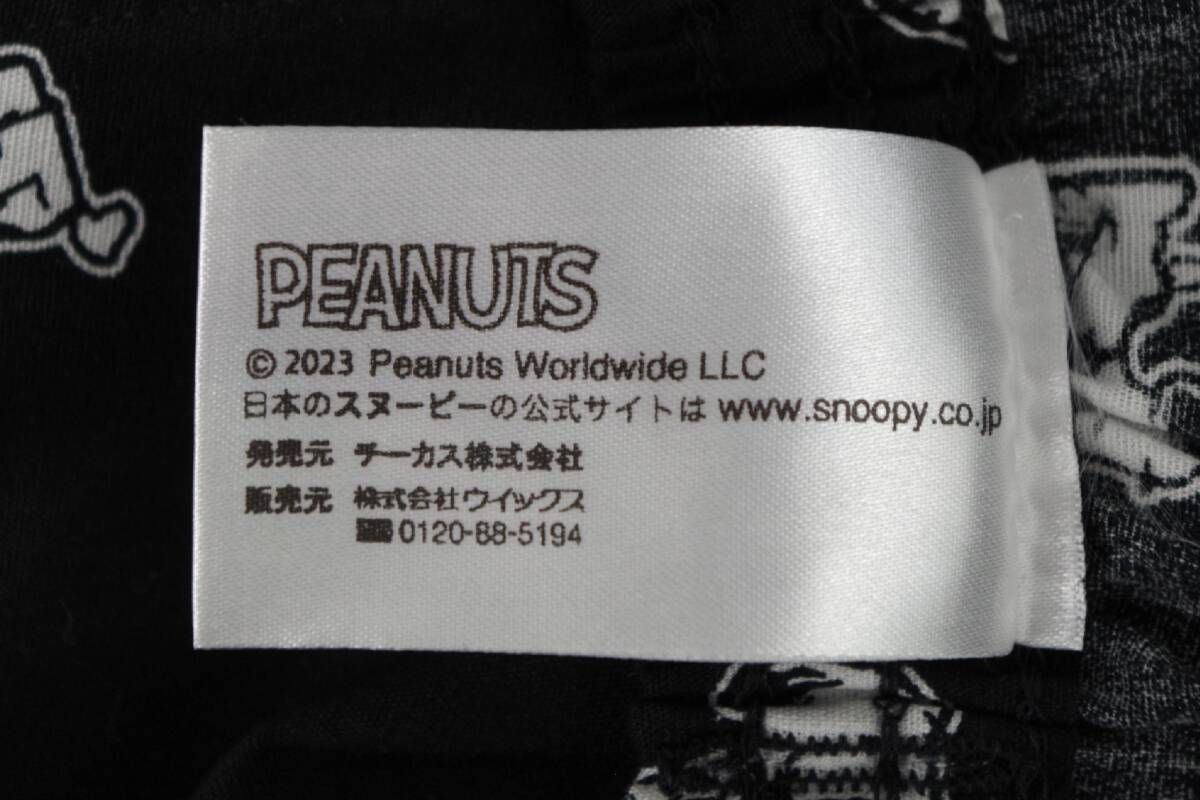 PEANUTS
© 2023 Peanuts Worldwide LLC
日本のスヌーピーの公式サイトは www.snoopy.co.jp
発売元 チーカス株式会社
販売元 株式会社ウイックス
☎0120-88-5194